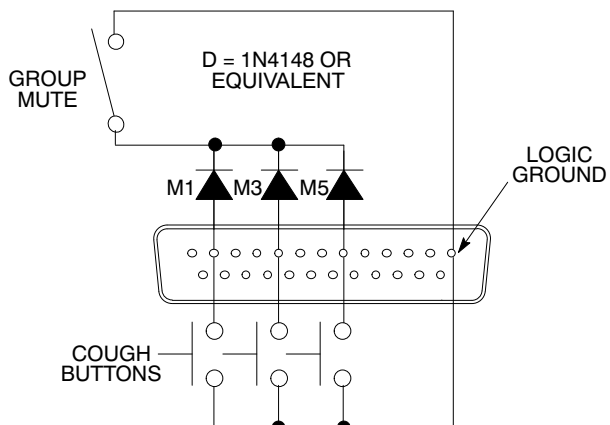 D = 1N4148 OR
EQUIVALENT
GROUP
MUTE
LOGIC
GROUND
M1 M3 M5
COUGH
BUTTONS